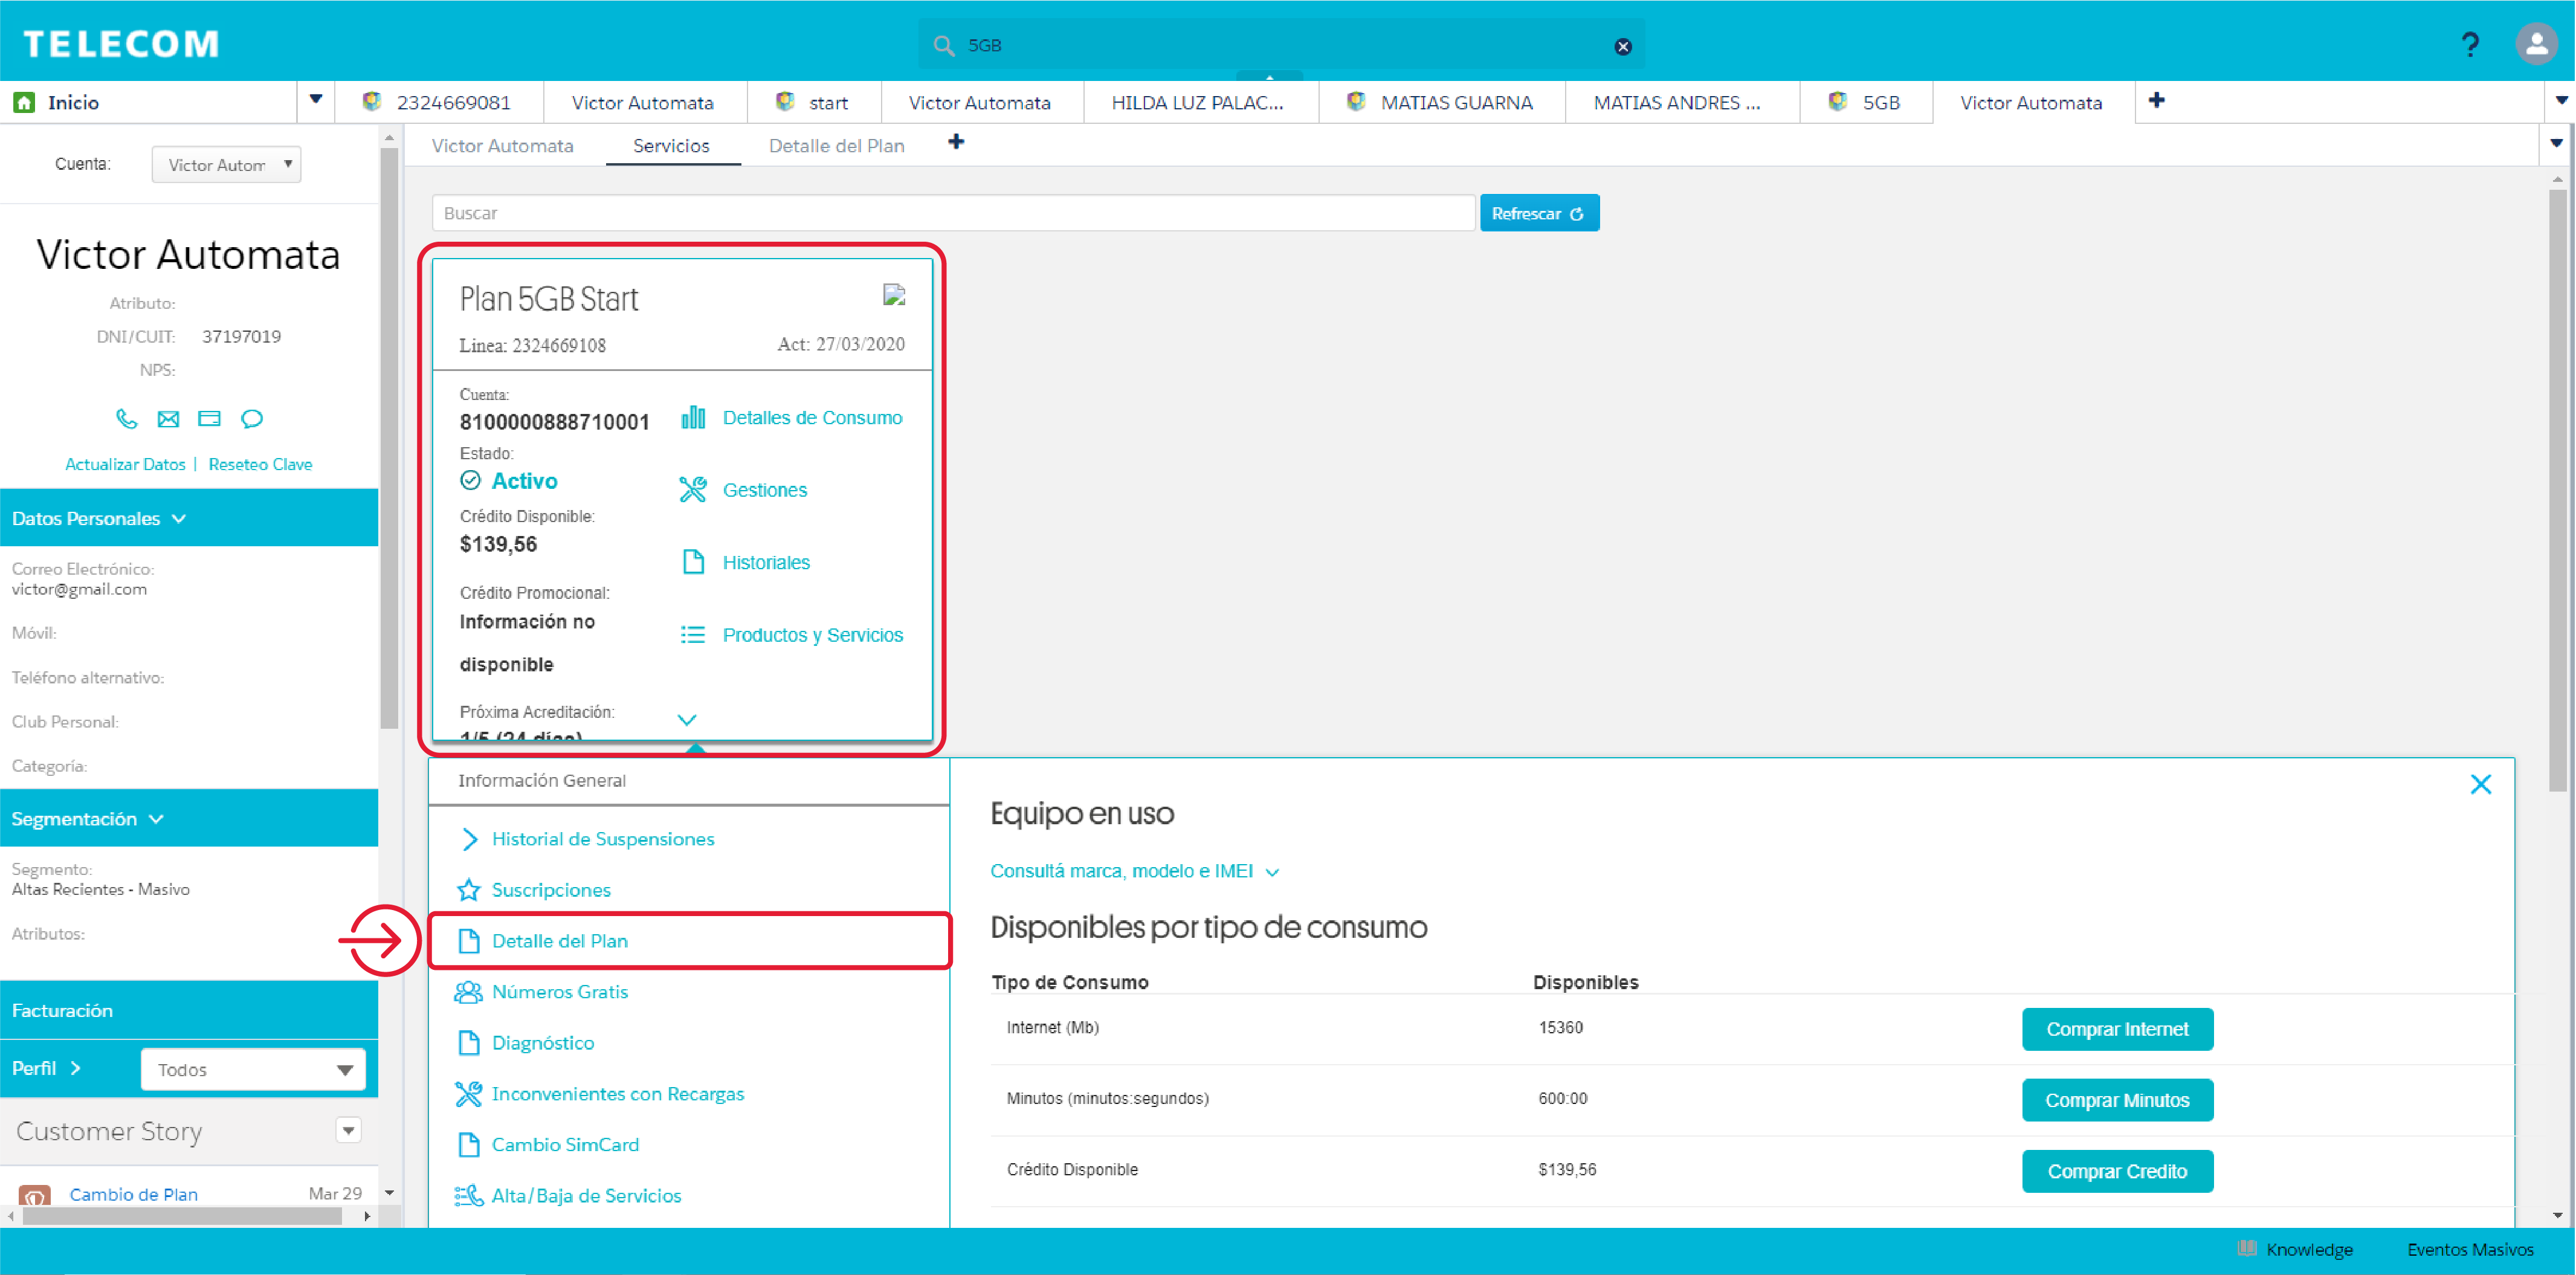 TELECOM
5GB
?
Inicio
2324669081
Victor Automata
start
Victor Automata
HILDA LUZ PALAC...
MATIAS GUARNA
MATIAS ANDRES ...
5GB
Victor Automata
Cuenta:
Victor Autom
Victor Automata
Servicios
Detalle del Plan
Buscar
Refrescar
Victor Automata
Atributo:
DNI/CUIT: 37197019
NPS:
Actualizar Datos | Reseteo Clave
Datos Personales
Correo Electrónico:
victor@gmail.com
Móvil:
Teléfono alternativo:
Club Personal:
Categoría:
Segmentación
Segmento:
Altas Recientes - Masivo
Atributos:
Facturación
Perfil
Todos
Customer Story
Cambio de Plan
Mar 29
Plan 5GB Start
Linea: 2324669108
Act: 27/03/2020
Cuenta:
8100000888710001
Estado:
Activo
Crédito Disponible:
$139,56
Crédito Promocional:
Información no
disponible
Próxima Acreditación:
1/5 (24 días)
Detalles de Consumo
Gestiones
Historiales
Productos y Servicios
Información General
Historial de Suspensiones
Suscripciones
Detalle del Plan
Números Gratis
Diagnóstico
Inconvenientes con Recargas
Cambio SimCard
Alta/Baja de Servicios
Equipo en uso
Consultá marca, modelo e IMEI
Disponibles por tipo de consumo
Tipo de Consumo
Disponibles
Internet (Mb)
15360
Comprar Internet
Minutos (minutos:segundos)
600:00
Comprar Minutos
Crédito Disponible
$139,56
Comprar Credito
Knowledge
Eventos Masivos